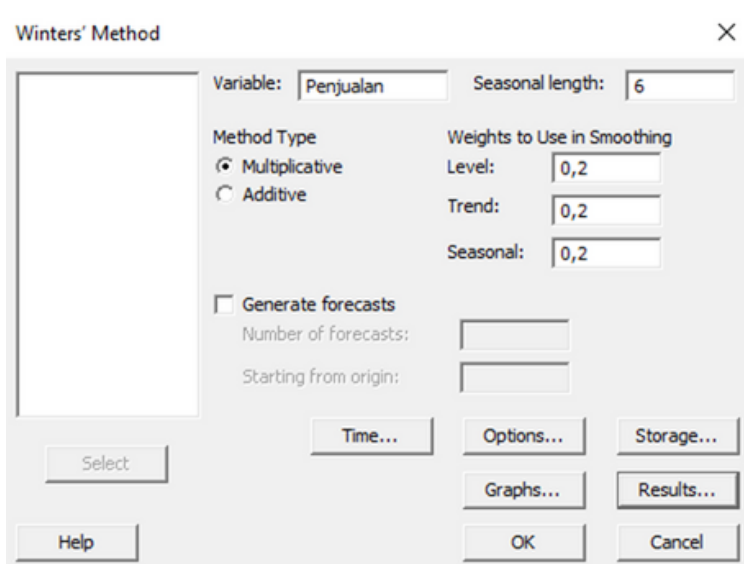 Winters' Method
Variable: Penjualan Seasonal length: 6
Method Type Weights to Use in Smoothing
Multiplicative Level: 0,2
Additive
Trend: 0,2
Seasonal: 0,2
Generate forecasts
Number of forecasts:
Starting from origin:
Time... Options... Storage...
Select
Graphs... Results...
Help OK Cancel